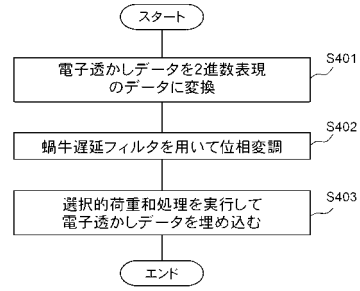 スタート
電子透かしデータを2進数表現
のデータに変換
S401
蝸牛遅延フィルタを用いて位相変調
S402
選択的荷重和処理を実行して
電子透かしデータを埋め込む
S403
エンド